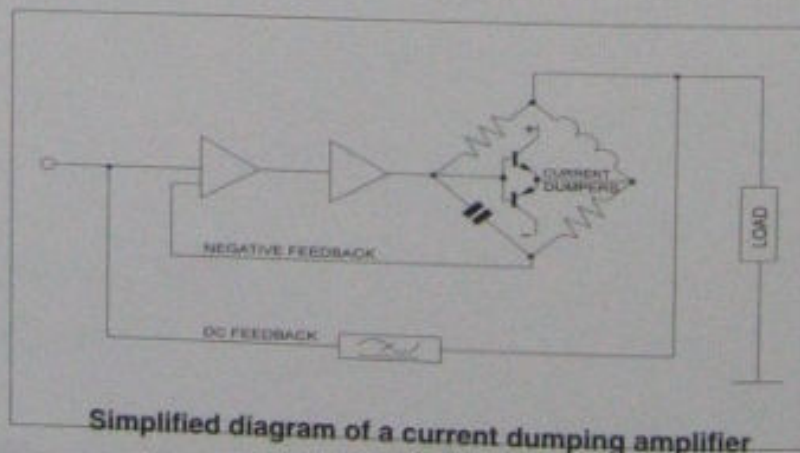 CURRENT
DUMPERS
NEGATIVE FEEDBACK
LOAD
DC FEEDBACK
Simplified diagram of a current dumping amplifier